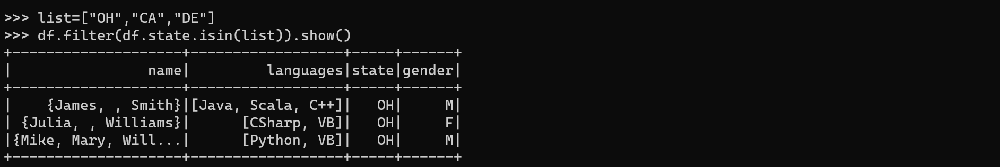 >>> list=["OH","CA","DE"]
>>> df.filter(df.state.isin(list)).show()
+--------------------+------------------+-----+------+
|                name|         languages|state|gender|
+--------------------+------------------+-----+------+
|    {James, , Smith}|[Java, Scala, C++]|   OH|     M|
| {Julia, , Williams}|      [CSharp, VB]|   OH|     F|
|{Mike, Mary, Will...|      [Python, VB]|   OH|     M|
+--------------------+------------------+-----+------+